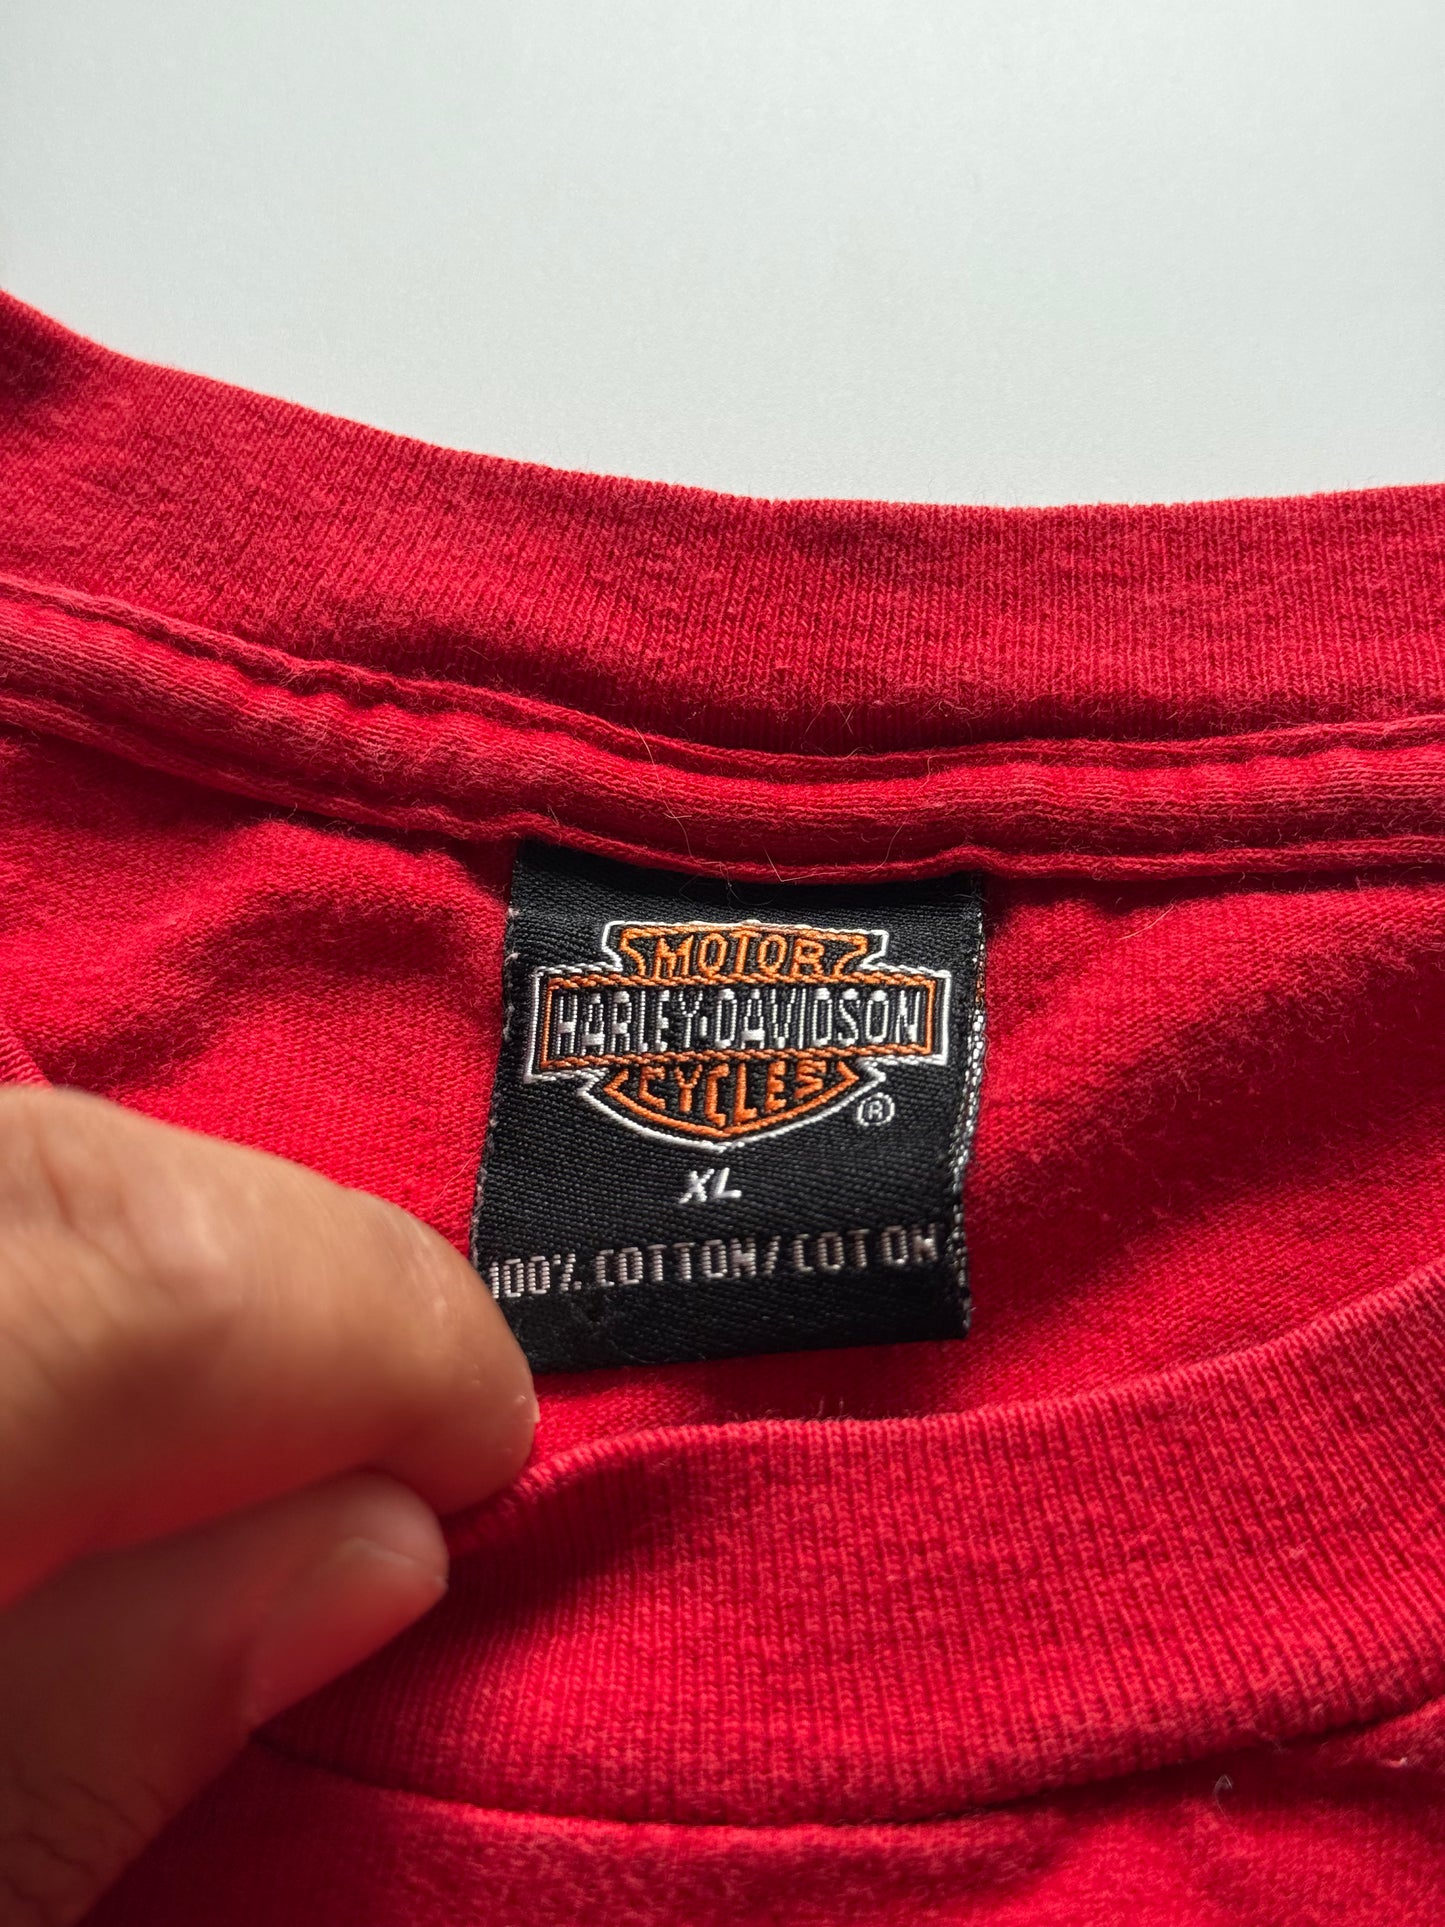 MOTOR
HARLEY-DAVIDSON
CYCLES
®
XL
100% COTTON/COTON